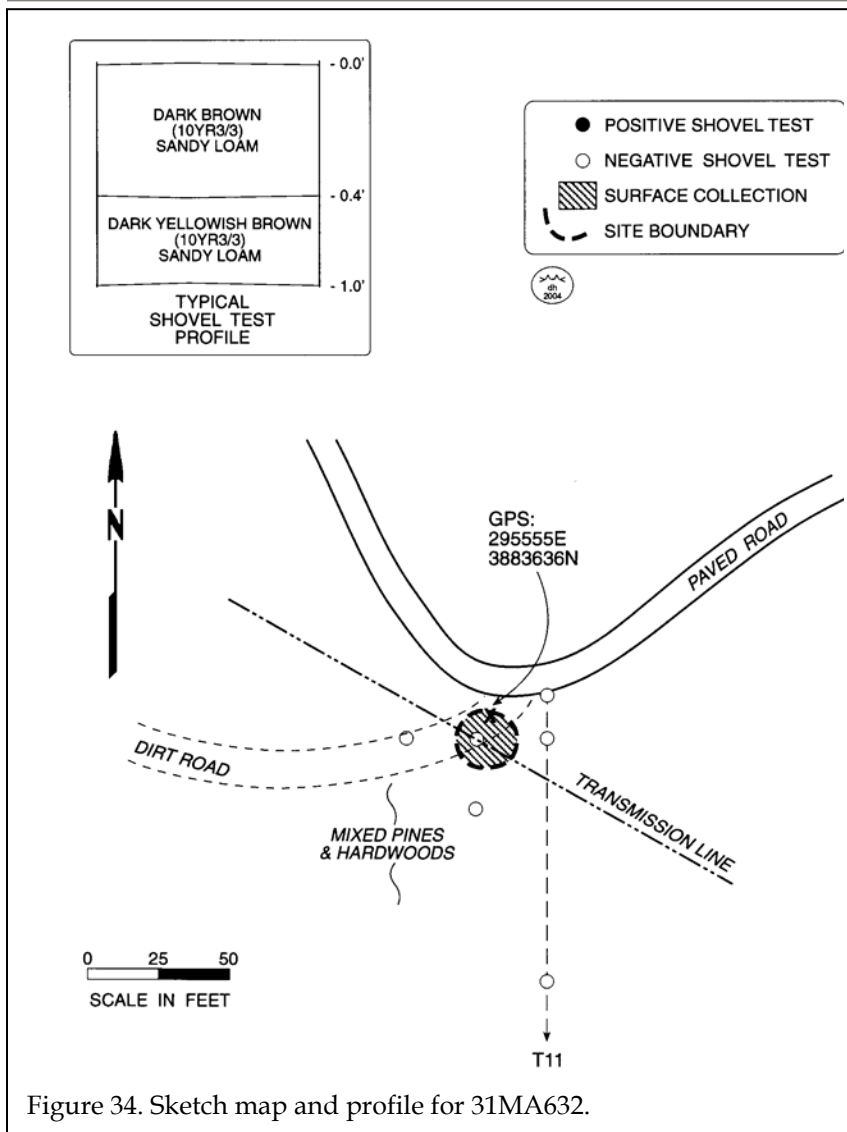 - 0.0'
DARK BROWN
(10YR3/3)
SANDY LOAM
- 0.4'
DARK YELLOWISH BROWN
(10YR3/3)
SANDY LOAM
- 1.0'
TYPICAL
SHOVEL TEST
PROFILE
POSITIVE SHOVEL TEST
NEGATIVE SHOVEL TEST
SURFACE COLLECTION
SITE BOUNDARY
dh
2004
N
GPS:
295555E
3883636N
PAVED ROAD
DIRT ROAD
TRANSMISSION LINE
MIXED PINES
& HARDWOODS
0 25 50
SCALE IN FEET
T11
Figure 34. Sketch map and profile for 31MA632.